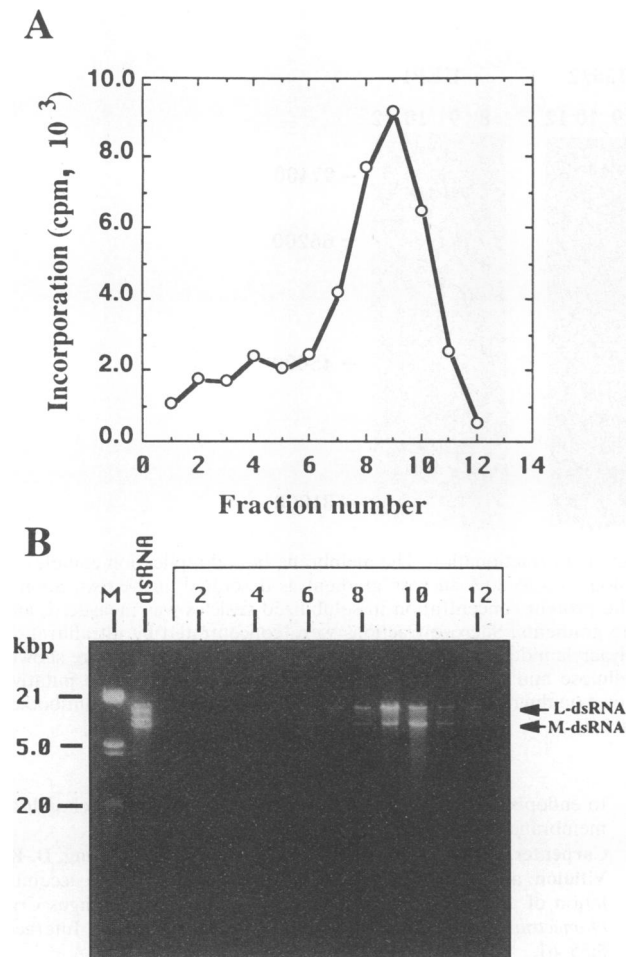 A
10.0
8.0
6.0
4.0
2.0
0.0
Incorporation (cpm, 10³)
0 2 4 6 8 10 12 14
Fraction number
B
M
dsRNA
2 4 6 8 10 12
kbp
21
5.0
2.0
L-dsRNA
M-dsRNA